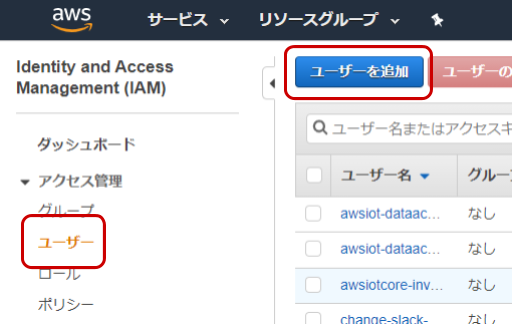 aws サービス リソースグループ
Identity and Access
Management (IAM)
ダッシュボード
アクセス管理
グループ
ユーザー
ロール
ポリシー
ユーザーを追加 ユーザーの
ユーザー名またはアクセスキ
ユーザー名 グルー
awsiot-dataac... なし
awsiot-dataac... なし
awsiotcore-inv... なし
change-slack- なし